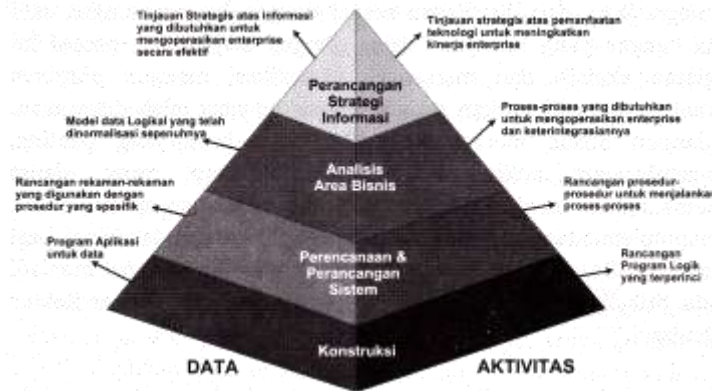 Tinjauan Strategis atas informasi
yang dibutuhkan untuk
mengoperasikan enterprise
secara efektif
Tinjauan strategis atas pemanfaatan
teknologi untuk meningkatkan
kinerja enterprise
Perancangan
Strategi
Informasi
Model data Logikal yang telah
dinormalisasi sepenuhnya
Proses-proses yang dibutuhkan
untuk mengoperasikan enterprise
dan keterintegrasiannya
Analisis
Area Bisnis
Rancangan rekaman-rekaman
yang digunakan dengan
prosedur yang spesifik
Rancangan prosedur-
prosedur untuk menjalankan
proses-proses
Program Aplikasi
untuk data
Perencanaan &
Perancangan
Sistem
Rancangan
Program Logik
yang terperinci
Konstruksi
DATA
AKTIVITAS